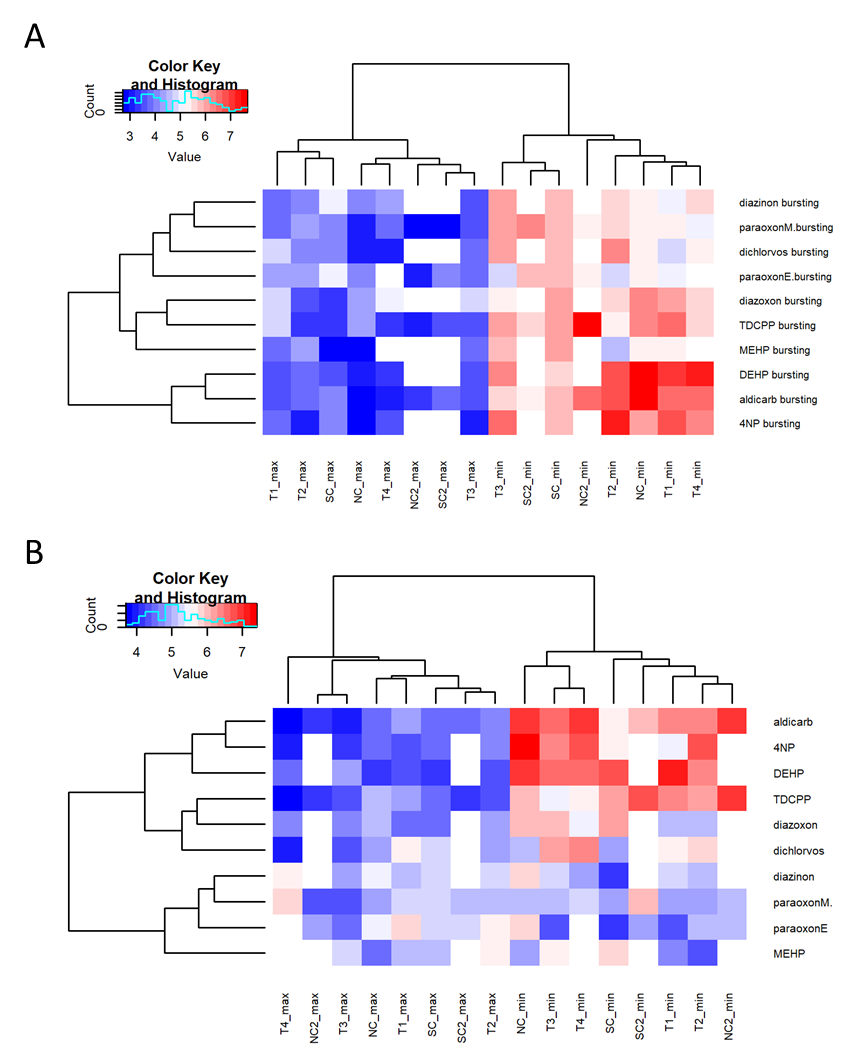 A
Color Key
and Histogram
Count
0
3 4 5 6 7
Value
diazinon bursting
paraoxonM.bursting
dichlorvos bursting
paraoxonE.bursting
diazoxon bursting
TDCPP bursting
MEHP bursting
DEHP bursting
aldicarb bursting
4NP bursting
T1_max T2_max SC_max NC_max T4_max NC2_max SC2_max T3_max T3_min SC2_min SC_min NC2_min T2_min NC_min T1_min T4_min
B
Color Key
and Histogram
Count
0
4 5 6 7
Value
aldicarb
4NP
DEHP
TDCPP
diazoxon
dichlorvos
diazinon
paraoxonM.
paraoxonE
MEHP
T4_max NC2_max T3_max NC_max T1_max SC_max SC2_max T2_max NC_min T3_min T4_min SC_min SC2_min T1_min T2_min NC2_min